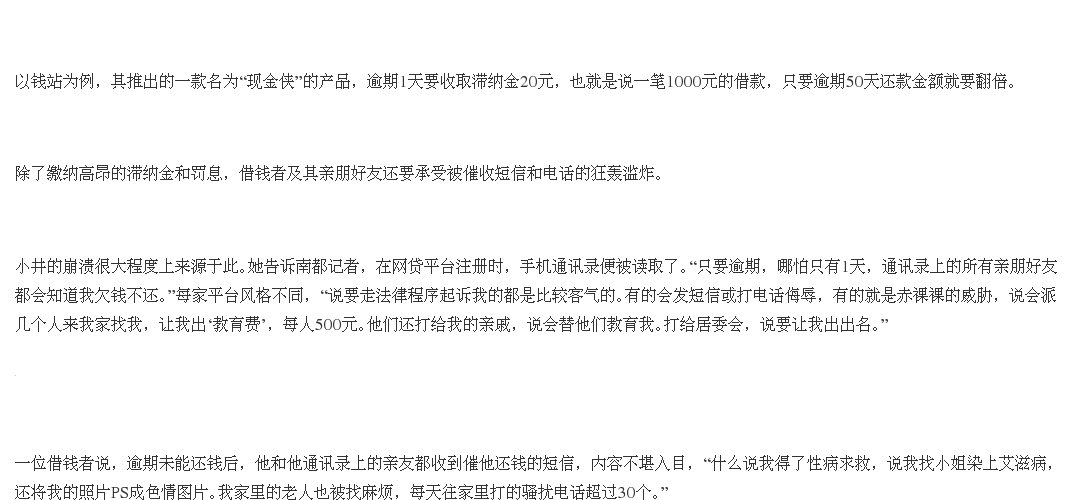 以钱站为例，其推出的一款名为“现金侠”的产品，逾期1天要收取滞纳金20元，也就是说一笔1000元的借款，只要逾期50天还款金额就要翻倍。
除了缴纳高昂的滞纳金和罚息，借钱者及其亲朋好友还要承受被催收短信和电话的狂轰滥炸。
小井的崩溃很大程度上来源于此。她告诉南都记者，在网贷平台注册时，手机通讯录便被读取了。“只要逾期，哪怕只有1天，通讯录上的所有亲朋好友
都会知道我欠钱不还。”每家平台风格不同，“说要走法律程序起诉我的都是比较客气的。有的会发短信或打电话侮辱，有的就是赤裸裸的威胁，说会派
几个人来我家找我，让我出‘教育费’，每人500元。他们还打给我的亲戚，说会替他们教育我。打给居委会，说要让我出出名。”
一位借钱者说，逾期未能还钱后，他和他通讯录上的亲友都收到催他还钱的短信，内容不堪入目，“什么说我得了性病求救，说我找小姐染上艾滋病，
还将我的照片PS成色情图片。我家里的老人也被找麻烦，每天往家里打的骚扰电话超过30个。”